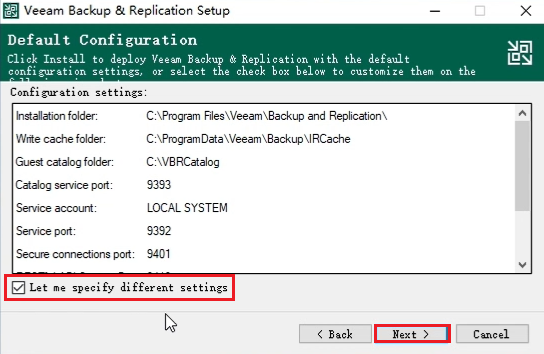 Veeam Backup & Replication Setup
Default Configuration
Click Install to deploy Veeam Backup & Replication with the default
configuration settings, or select the check box below to customize them on the
Configuration settings:
Installation folder: C:\Program Files\Veeam\Backup and Replication\
Write cache folder: C:\ProgramData\Veeam\Backup\IRCache
Guest catalog folder: C:\VBRCatalog
Catalog service port: 9393
Service account: LOCAL SYSTEM
Service port: 9392
Secure connections port: 9401
Let me specify different settings
< Back Next > Cancel